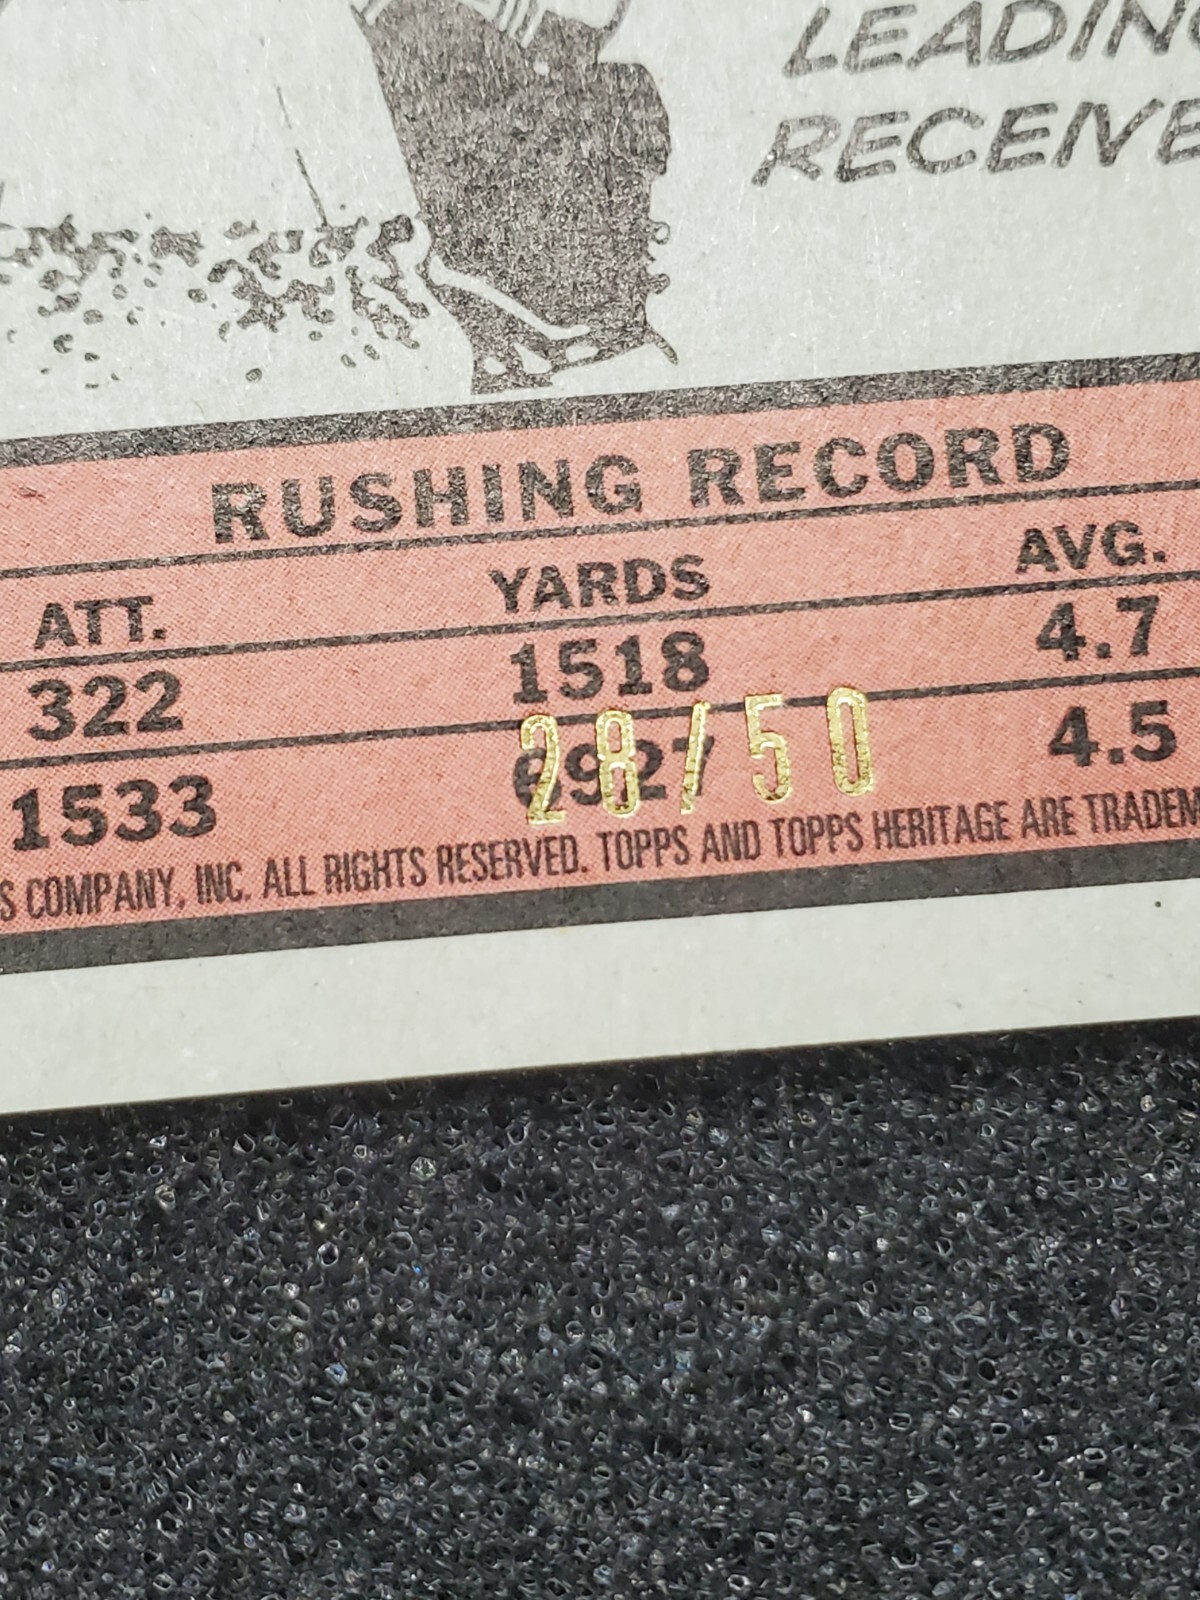 LEADIN
RECEIVE
RUSHING RECORD
ATT. YARDS AVG.
322 1518 4.7
1533 6927 4.5
28/50
S COMPANY, INC. ALL RIGHTS RESERVED. TOPPS AND TOPPS HERITAGE ARE TRADEM